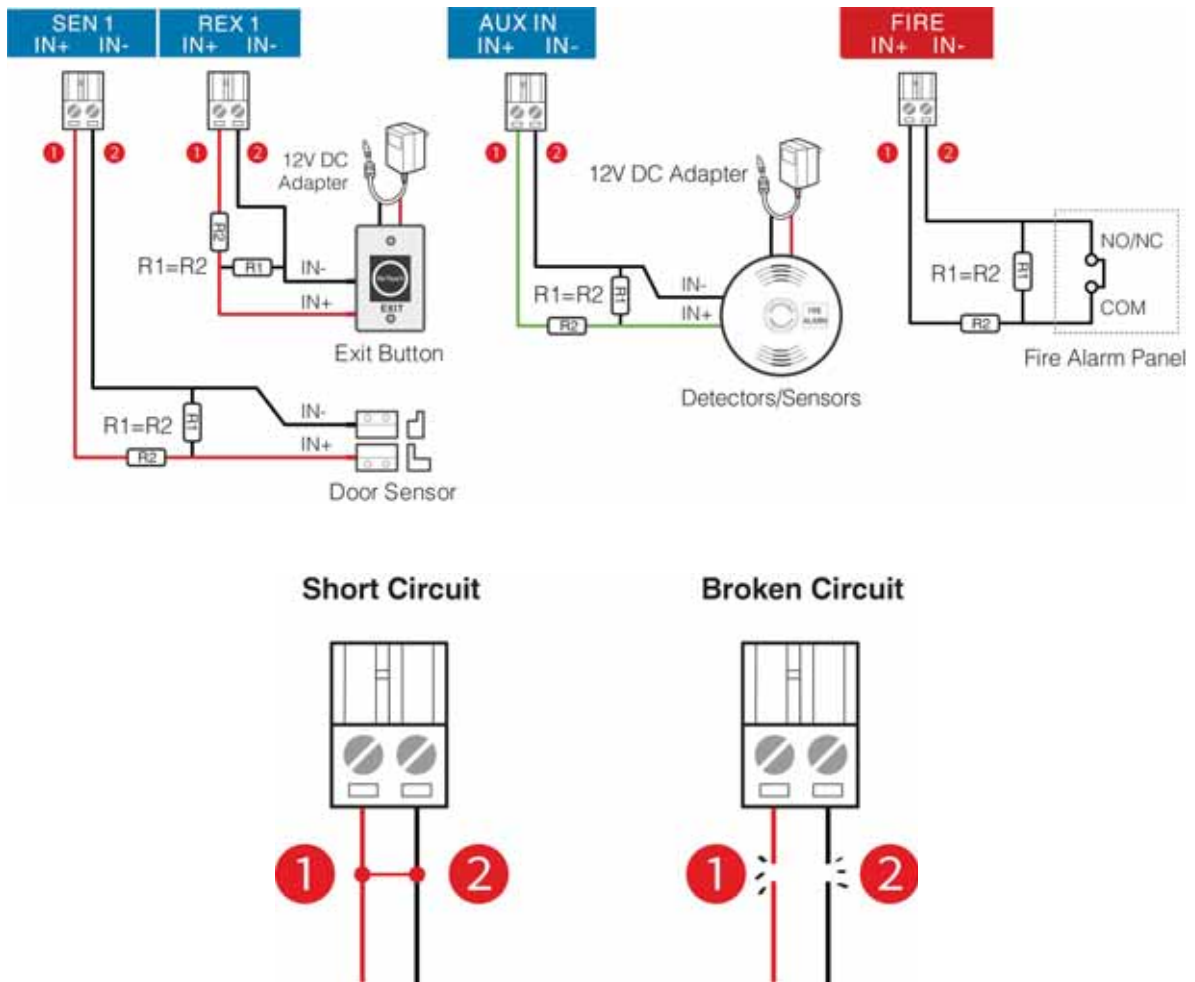 SEN 1
IN+ IN-
REX 1
IN+ IN-
AUX IN
IN+ IN-
FIRE
IN+ IN-
1 2
1 2
1 2
1 2
12V DC
Adapter
12V DC Adapter
R2
R1=R2
R1
IN-
IN+
EXIT
Exit Button
R1=R2
R1
R2
IN-
IN+
FIRE
ALARM
Detectors/Sensors
R1=R2
R1
R2
NO/NC
COM
Fire Alarm Panel
R1=R2
R1
R2
IN-
IN+
Door Sensor
Short Circuit
Broken Circuit
1 2
1 2